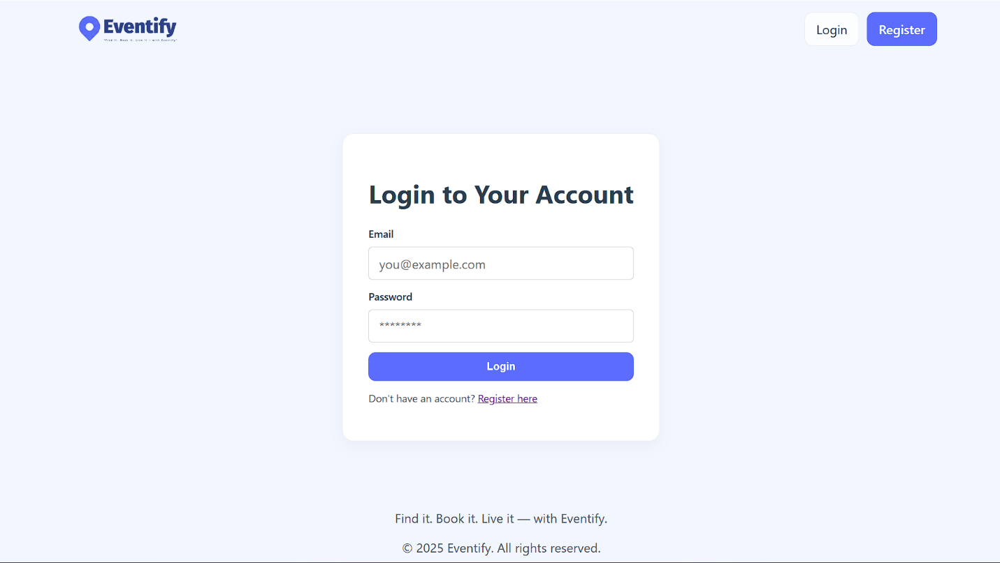 Eventify
"Find it. Book it. Live it — with Eventify"
Login
Register
Login to Your Account
Email
you@example.com
Password
********
Login
Don't have an account? Register here
Find it. Book it. Live it — with Eventify.
© 2025 Eventify. All rights reserved.